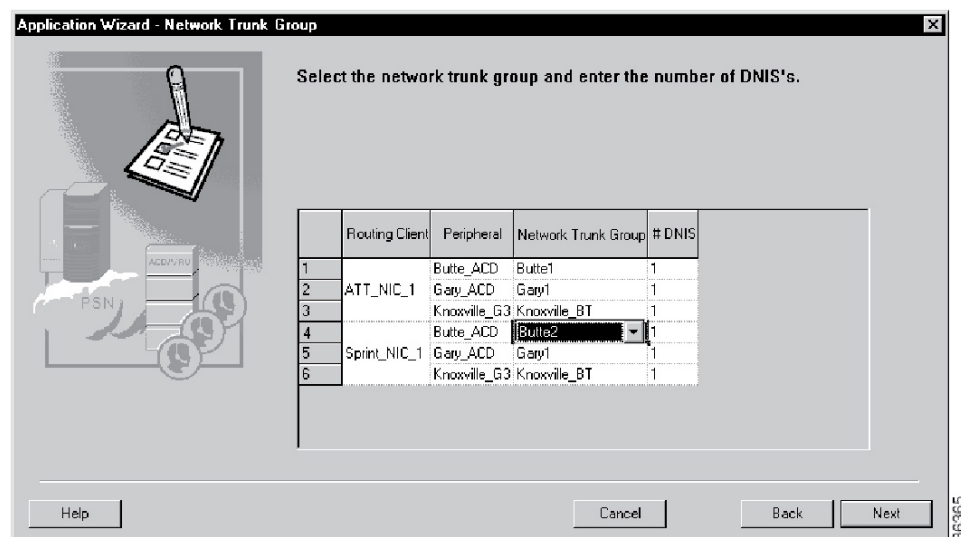 Application Wizard - Network Trunk Group
Select the network trunk group and enter the number of DNIS's.
Routing Client Peripheral Network Trunk Group # DNIS
1 ATT_NIC_1 Butte_ACD Butte1 1
2 Gary_ACD Gary1 1
3 Knoxville_G3 Knoxville_BT 1
4 Sprint_NIC_1 Butte_ACD Butte2 1
5 Gary_ACD Gary1 1
6 Knoxville_G3 Knoxville_BT 1
ACD/VRU
PSN
Help Cancel Back Next